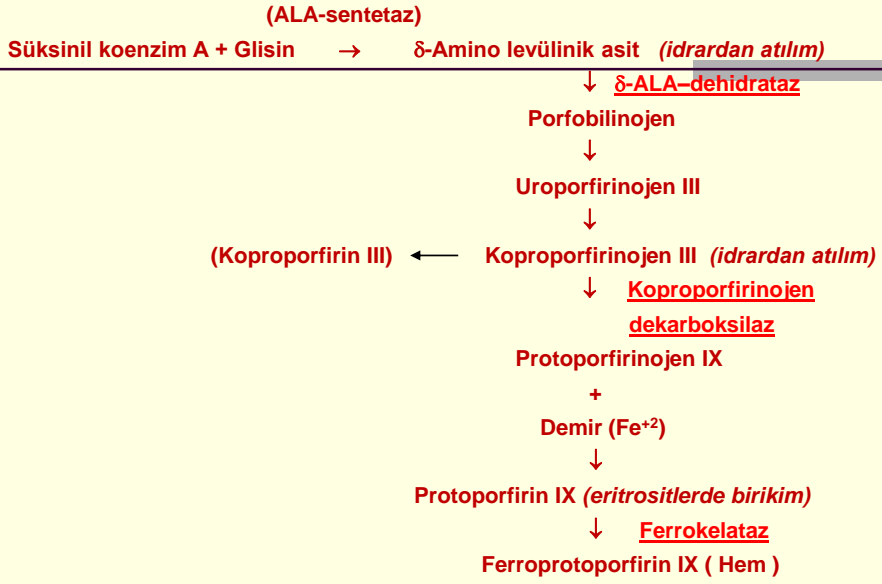 (ALA-sentetaz)
Süksinil koenzim A + Glisin → δ-Amino levülinik asit (idrardan atılım)
↓ δ-ALA–dehidrataz
Porfobilinojen
↓
Uroporfirinojen III
↓
(Koproporfirin III) ← Koproporfirinojen III (idrardan atılım)
↓ Koproporfirinojen
dekarboksilaz
Protoporfirinojen IX
+
Demir (Fe+2)
↓
Protoporfirin IX (eritrositlerde birikim)
↓ Ferrokelataz
Ferroprotoporfirin IX ( Hem )